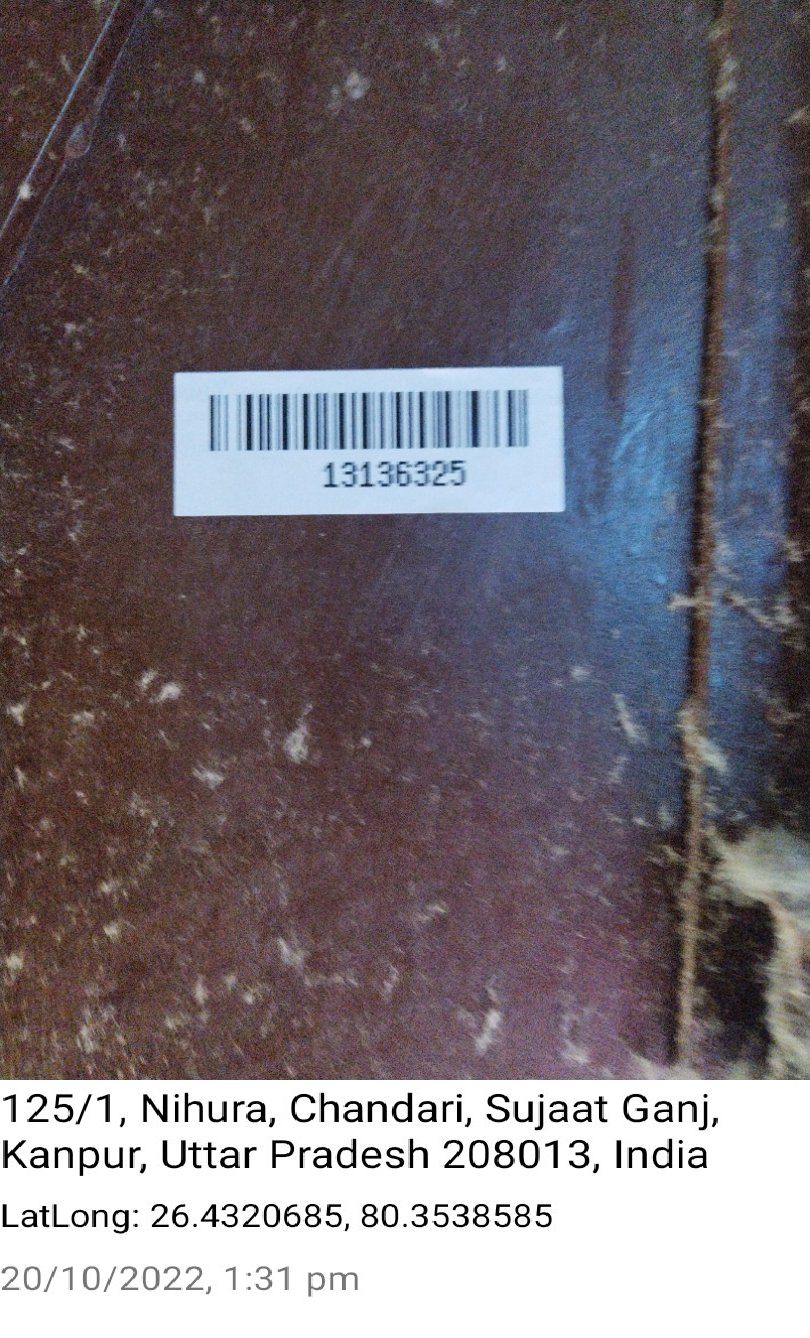 13136325
125/1, Nihura, Chandari, Sujaat Ganj,
Kanpur, Uttar Pradesh 208013, India
LatLong: 26.4320685, 80.3538585
20/10/2022, 1:31 pm